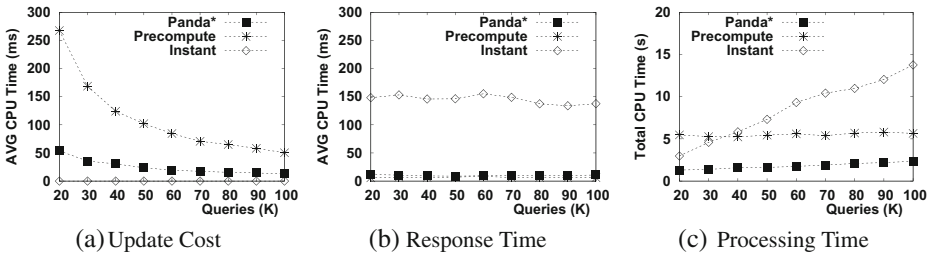 Panda*
Precompute
Instant
AVG CPU Time (ms)
300
250
200
150
100
50
0
20 30 40 50 60 70 80 90 100
Queries (K)
(a) Update Cost
Panda*
Precompute
Instant
AVG CPU Time (ms)
300
250
200
150
100
50
0
20 30 40 50 60 70 80 90 100
Queries (K)
(b) Response Time
Panda*
Precompute
Instant
Total CPU Time (s)
20
15
10
5
0
20 30 40 50 60 70 80 90 100
Queries (K)
(c) Processing Time